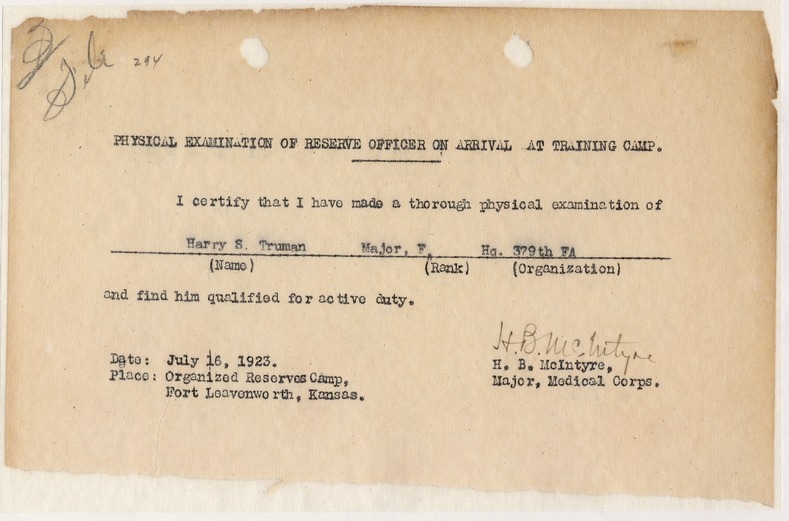 File 294
PHYSICAL EXAMINATION OF RESERVE OFFICER ON ARRIVAL AT TRAINING CAMP.
I certify that I have made a thorough physical examination of
Harry S. Truman Major, F, Hq. 379th FA
(Name) (Rank) (Organization)
and find him qualified for active duty.
H.B. McIntyre
Date: July 16, 1923. H. B. McIntyre,
Place: Organized Reserves Camp, Major, Medical Corps.
Fort Leavenworth, Kansas.